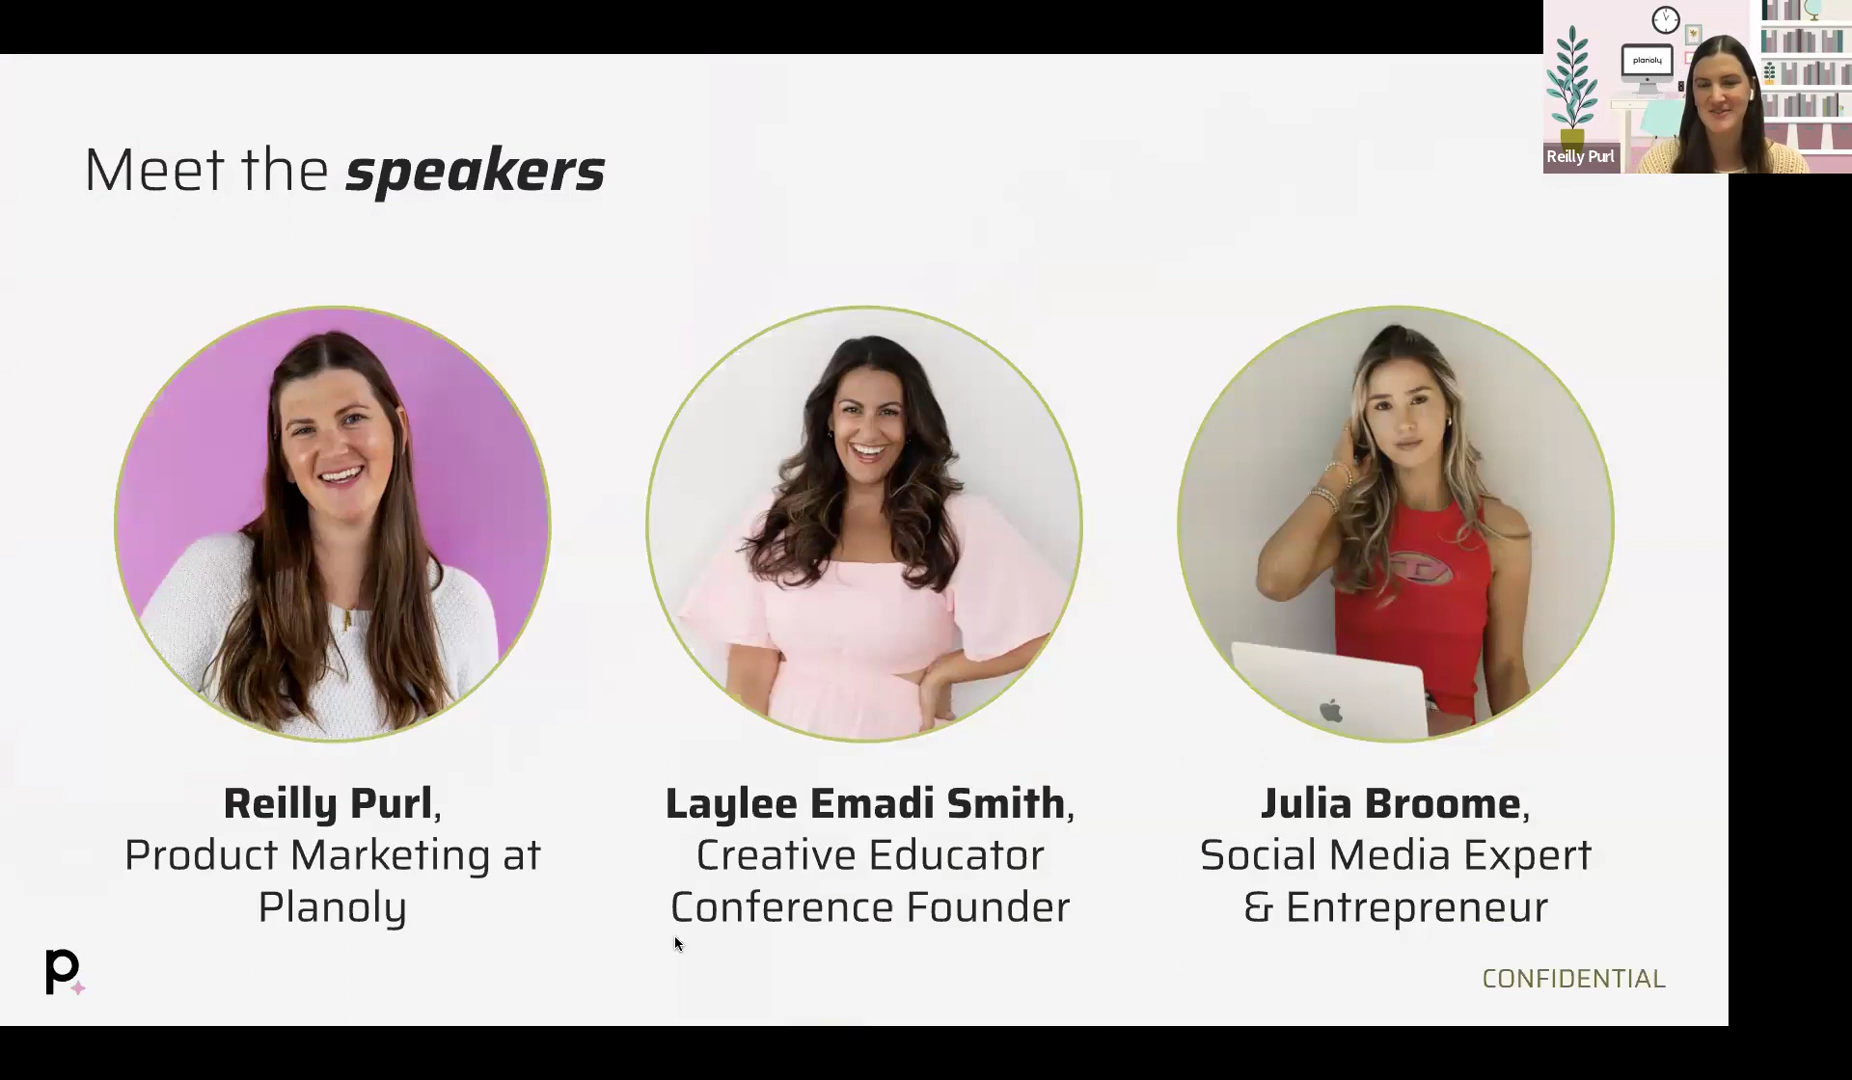 planoly
Reilly Purl
Meet the speakers
Reilly Purl,
Product Marketing at
Planoly
Laylee Emadi Smith,
Creative Educator
Conference Founder
Julia Broome,
Social Media Expert
& Entrepreneur
p
CONFIDENTIAL